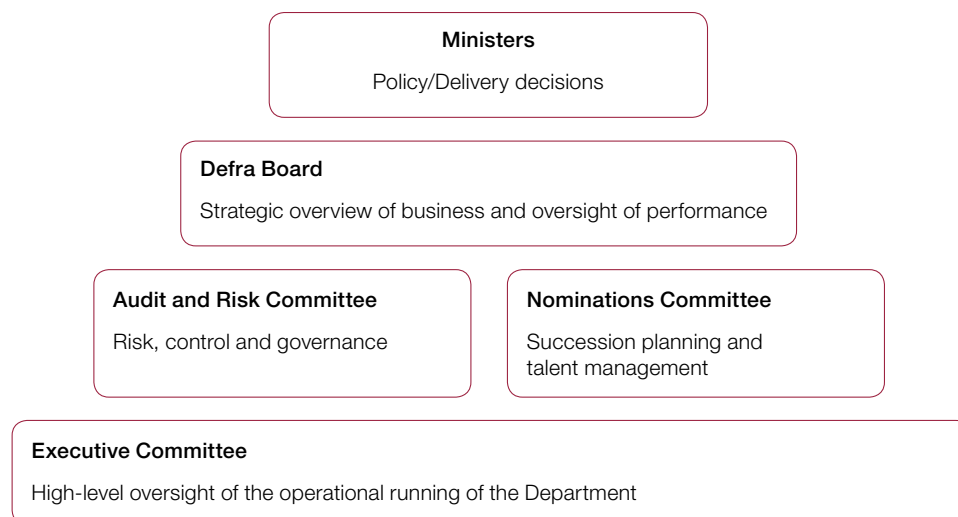 Ministers
Policy/Delivery decisions
Defra Board
Strategic overview of business and oversight of performance
Audit and Risk Committee
Risk, control and governance
Nominations Committee
Succession planning and
talent management
Executive Committee
High-level oversight of the operational running of the Department